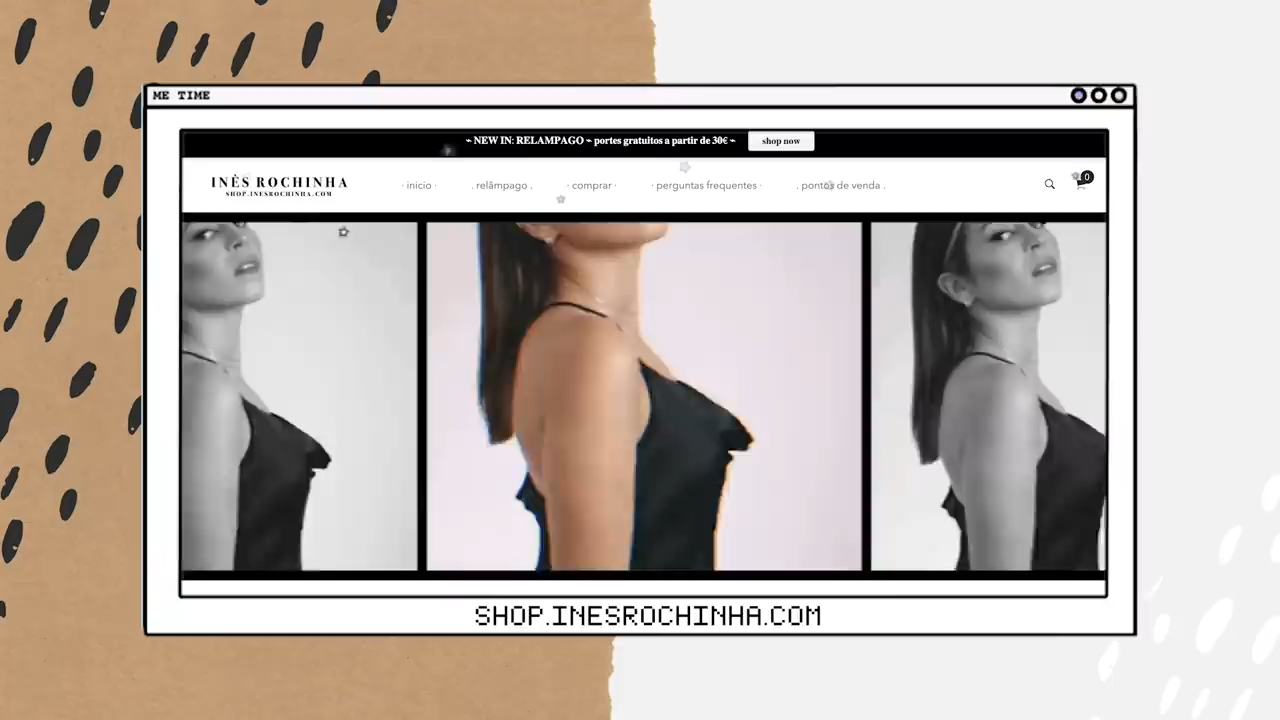 ME TIME
~ NEW IN: RELAMPAGO ~ portes gratuitos a partir de 30€ ~ shop now
INÊS ROCHINHA
SHOP.INESROCHINHA.COM
· inicio · . relâmpago . · comprar · · perguntas frequentes · . pontos de venda .
0
SHOP.INESROCHINHA.COM